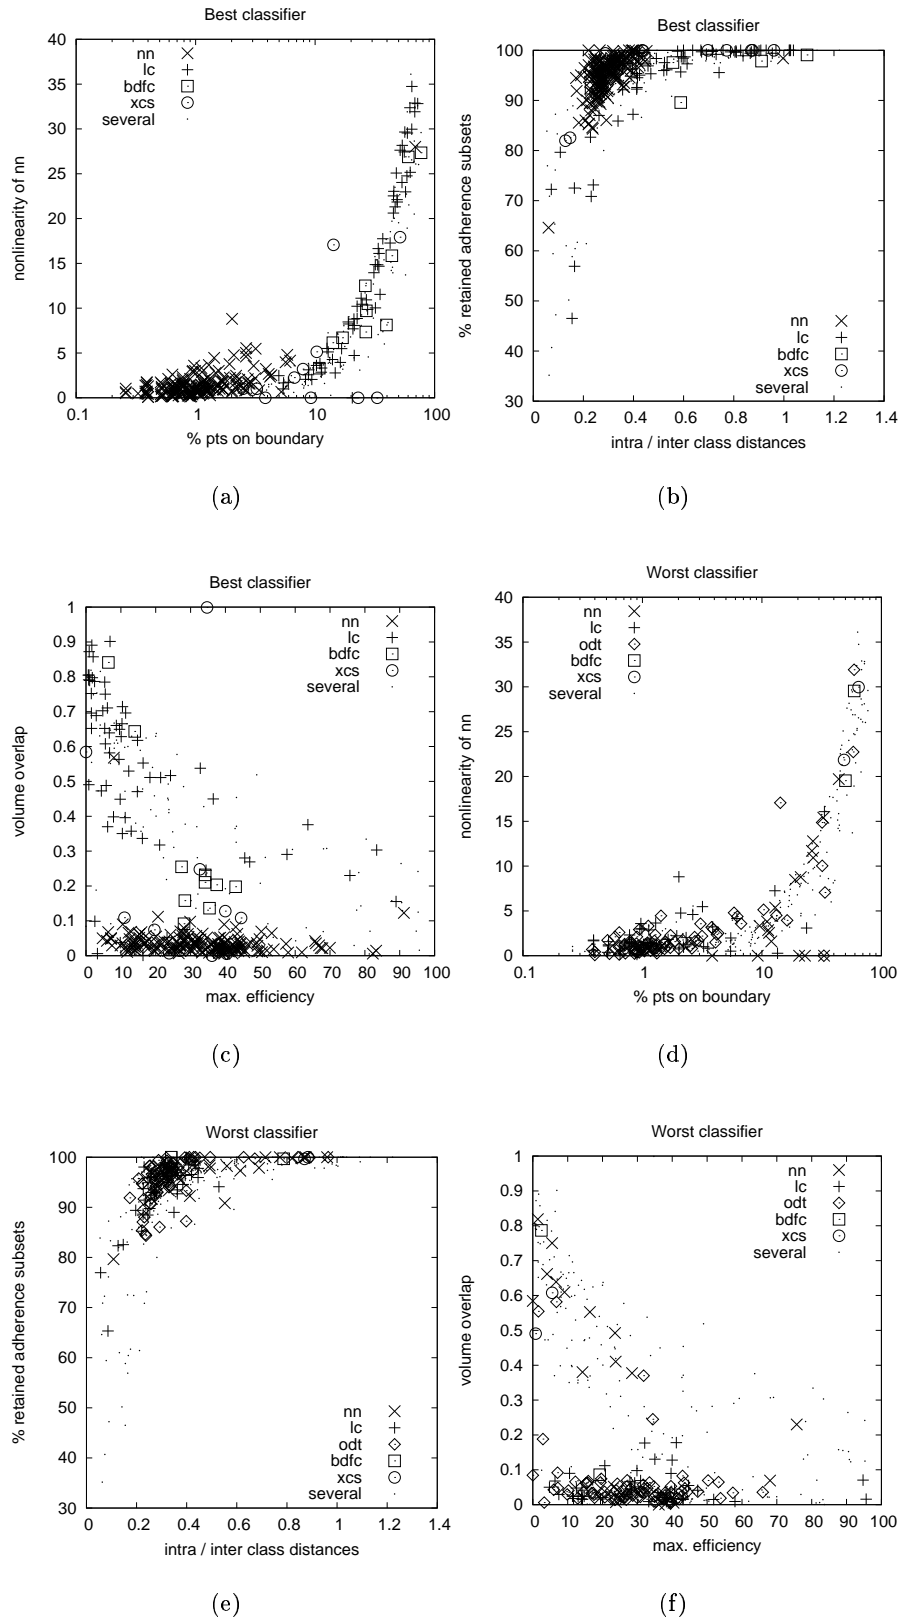 Best classifier
nonlinearity of nn
40
35
30
25
20
15
10
5
0
nn
lc
bdfc
xcs
several
0.1 1 10 100
% pts on boundary
(a)
Best classifier
% retained adherence subsets
100
90
80
70
60
50
40
30
nn
lc
bdfc
xcs
several
0 0.2 0.4 0.6 0.8 1 1.2 1.4
intra / inter class distances
(b)
Best classifier
volume overlap
1
0.9
0.8
0.7
0.6
0.5
0.4
0.3
0.2
0.1
0
nn
lc
bdfc
xcs
several
0 10 20 30 40 50 60 70 80 90 100
max. efficiency
(c)
Worst classifier
nonlinearity of nn
40
35
30
25
20
15
10
5
0
nn
lc
odt
bdfc
xcs
several
0.1 1 10 100
% pts on boundary
(d)
Worst classifier
% retained adherence subsets
100
90
80
70
60
50
40
30
nn
lc
odt
bdfc
xcs
several
0 0.2 0.4 0.6 0.8 1 1.2 1.4
intra / inter class distances
(e)
Worst classifier
volume overlap
1
0.9
0.8
0.7
0.6
0.5
0.4
0.3
0.2
0.1
0
nn
lc
odt
bdfc
xcs
several
0 10 20 30 40 50 60 70 80 90 100
max. efficiency
(f)